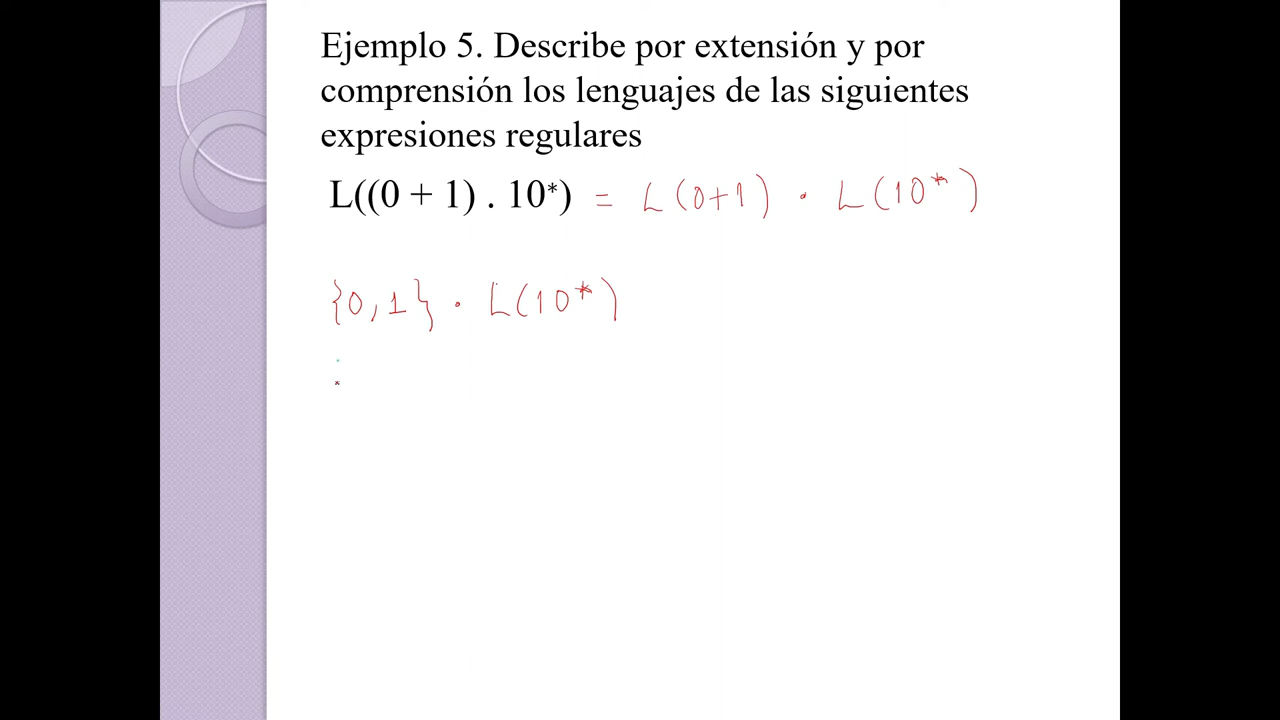 Ejemplo 5. Describe por extensión y por
comprensión los lenguajes de las siguientes
expresiones regulares
L((0 + 1) . 10*) = L(0+1) · L(10*)
{0,1} · L(10*)